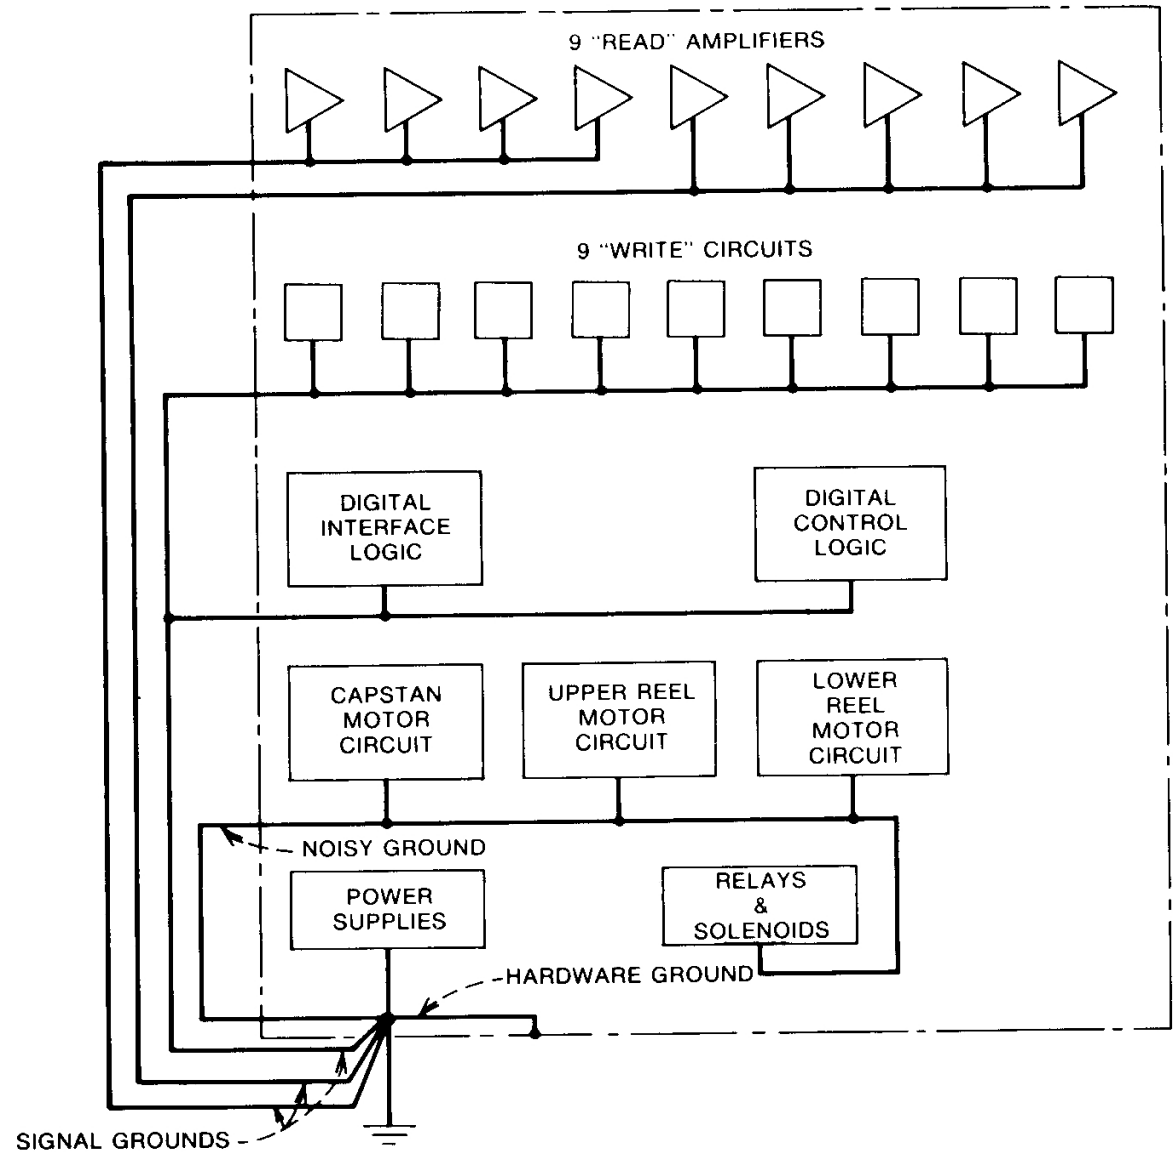 9 "READ" AMPLIFIERS
9 "WRITE" CIRCUITS
DIGITAL
INTERFACE
LOGIC
DIGITAL
CONTROL
LOGIC
CAPSTAN
MOTOR
CIRCUIT
UPPER REEL
MOTOR
CIRCUIT
LOWER
REEL
MOTOR
CIRCUIT
NOISY GROUND
POWER
SUPPLIES
RELAYS
&
SOLENOIDS
HARDWARE GROUND
SIGNAL GROUNDS